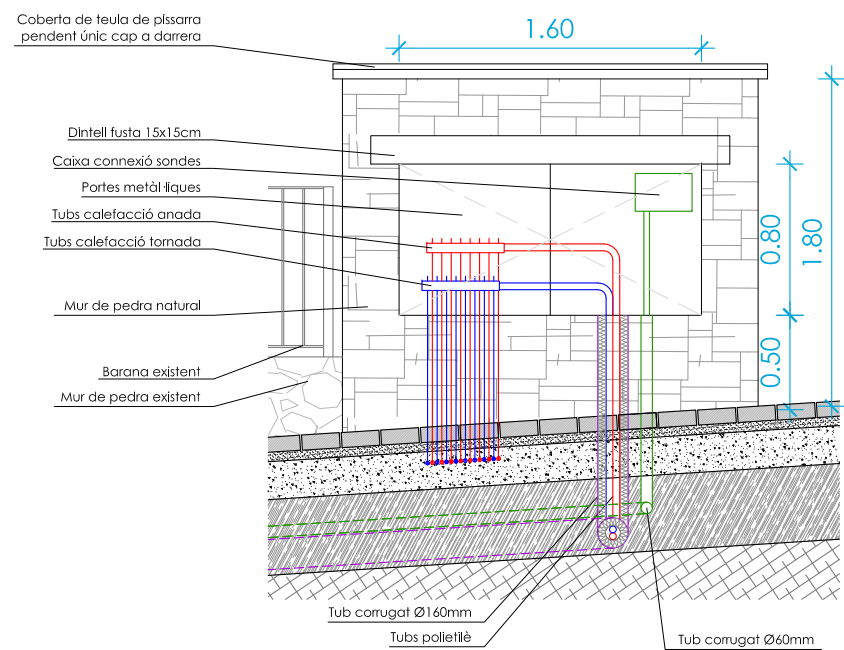 Coberta de teula de pissarra
pendent únic cap a darrera
1.60
Dintell fusta 15x15cm
Caixa connexió sondes
Portes metàl·liques
Tubs calefacció anada
Tubs calefacció tornada
Mur de pedra natural
Barana existent
Mur de pedra existent
0.80
1.80
0.50
Tub corrugat Ø160mm
Tubs polietilè
Tub corrugat Ø60mm